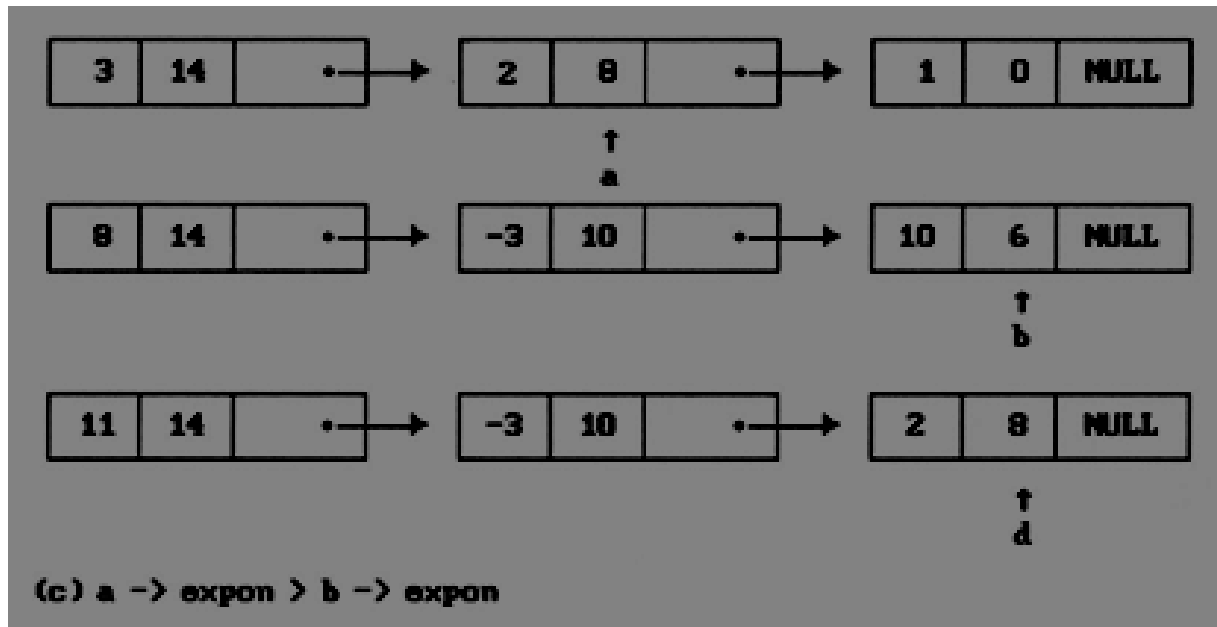 3 14 2 8 1 0 NULL
a
8 14 -3 10 10 6 NULL
b
11 14 -3 10 2 8 NULL
d
(c) a -> expon > b -> expon